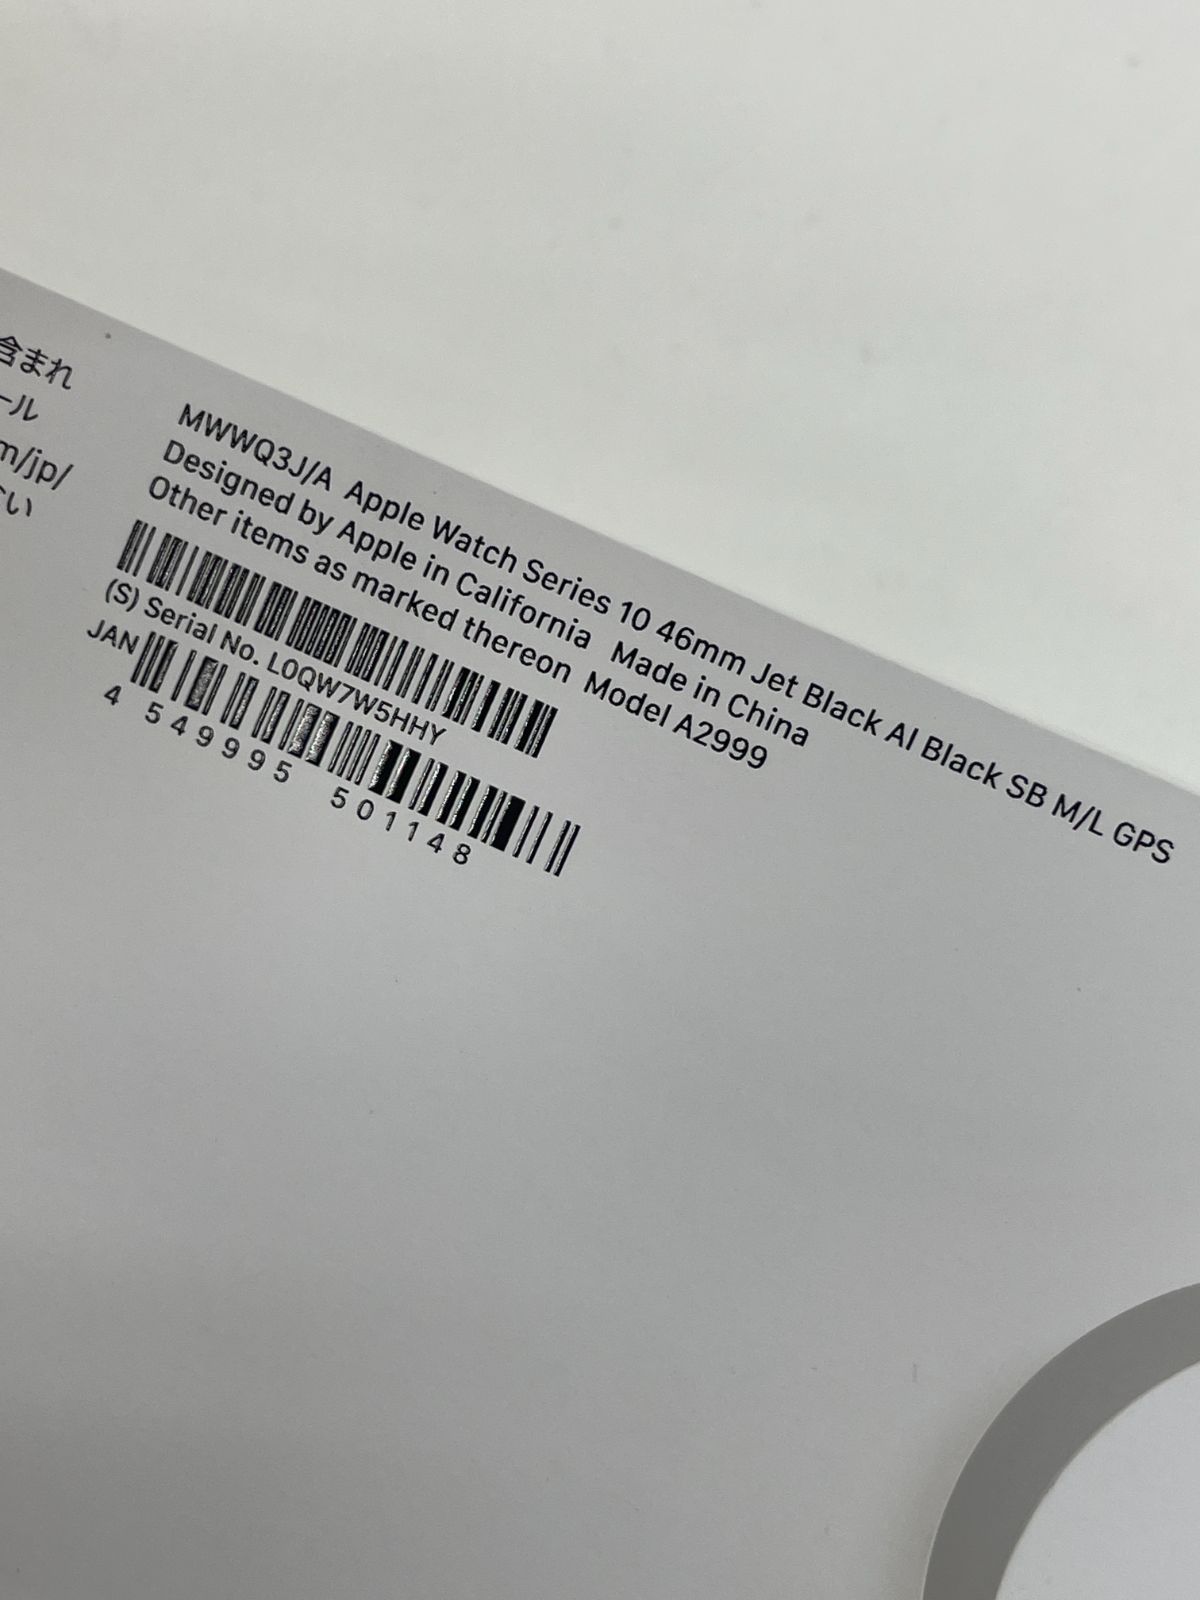 含まれ
ール
m/jp/
い
MWWQ3J/A Apple Watch Series 10 46mm Jet Black Al Black SB M/L GPS
Designed by Apple in California Made in China
Other items as marked thereon Model A2999
(S) Serial No. L0QW7W5HHY
JAN
4 549995 501148